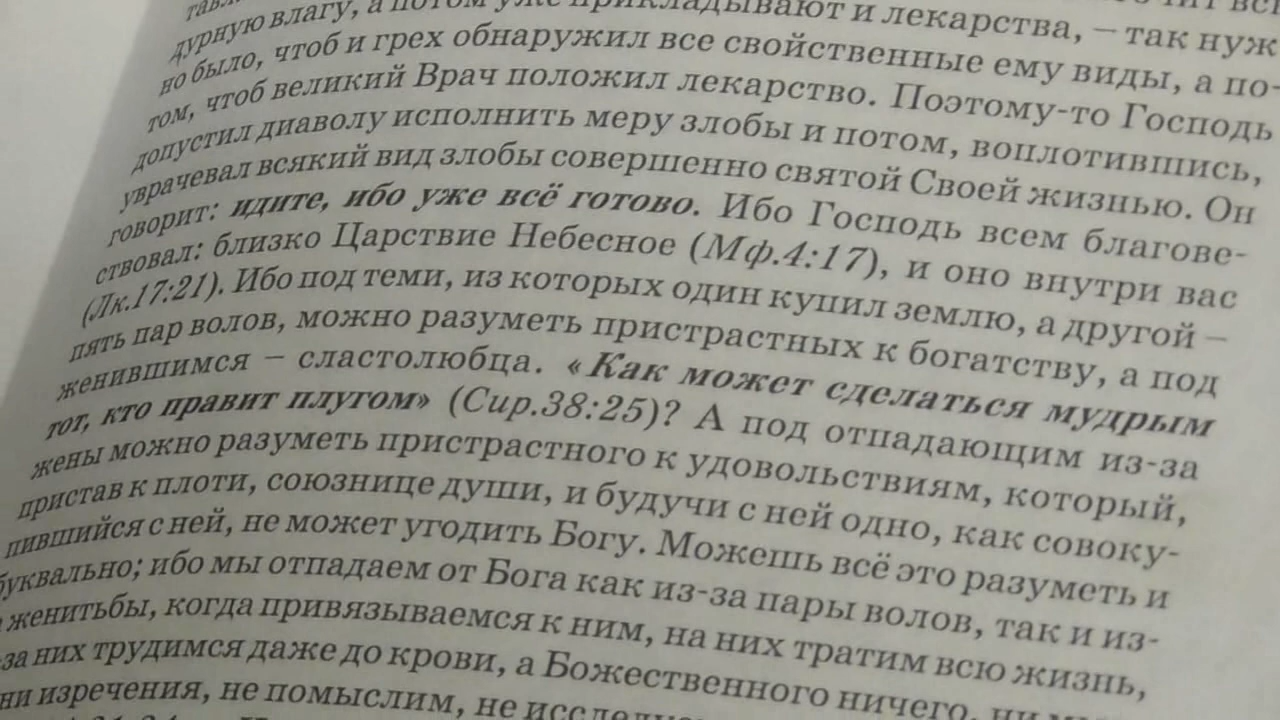 дурную влагу, а потом уже прикладывают и лекарства, – так нуж-
но было, чтоб и грех обнаружил все свойственные ему виды, а по-
том, чтоб великий Врач положил лекарство. Поэтому-то Господь
допустил диаволу исполнить меру злобы и потом, воплотившись,
уврачевал всякий вид злобы совершенно святой Своей жизнью. Он
говорит: идите, ибо уже всё готово. Ибо Господь всем благове-
ствовал: близко Царствие Небесное (Мф.4:17), и оно внутри вас
(Лк.17:21). Ибо под теми, из которых один купил землю, а другой –
пять пар волов, можно разуметь пристрастных к богатству, а под
женившимся – сластолюбца. «Как может сделаться мудрым
тот, кто правит плугом» (Сир.38:25)? А под отпадающим из-за
жены можно разуметь пристрастного к удовольствиям, который,
пристав к плоти, союзнице души, и будучи с ней одно, как совоку-
пившийся с ней, не может угодить Богу. Можешь всё это разуметь и
буквально; ибо мы отпадаем от Бога как из-за пары волов, так и из-
женитьбы, когда привязываемся к ним, на них тратим всю жизнь,
-за них трудимся даже до крови, а Божественного ничего, ни
ни изречения, не помыслим, не